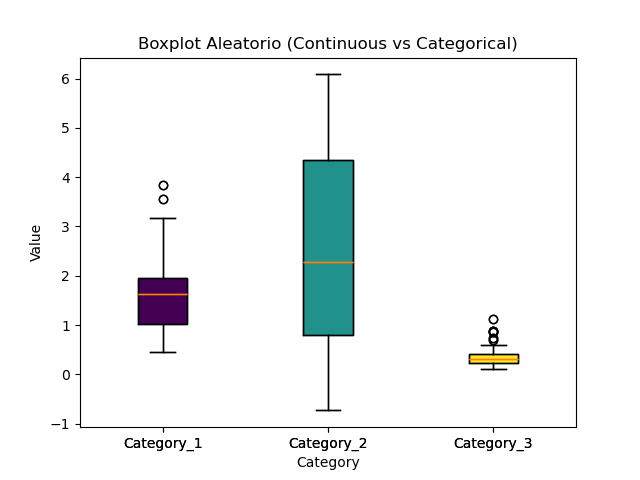 Boxplot Aleatorio (Continuous vs Categorical)
6
5
4
3
2
1
0
−1
Value
Category_1
Category_2
Category_3
Category